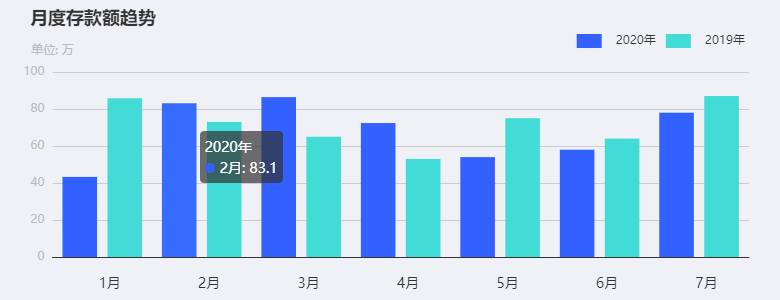 月度存款额趋势
单位: 万
2020年
2019年
100
80
60
40
20
0
2020年
2月: 83.1
1月
2月
3月
4月
5月
6月
7月